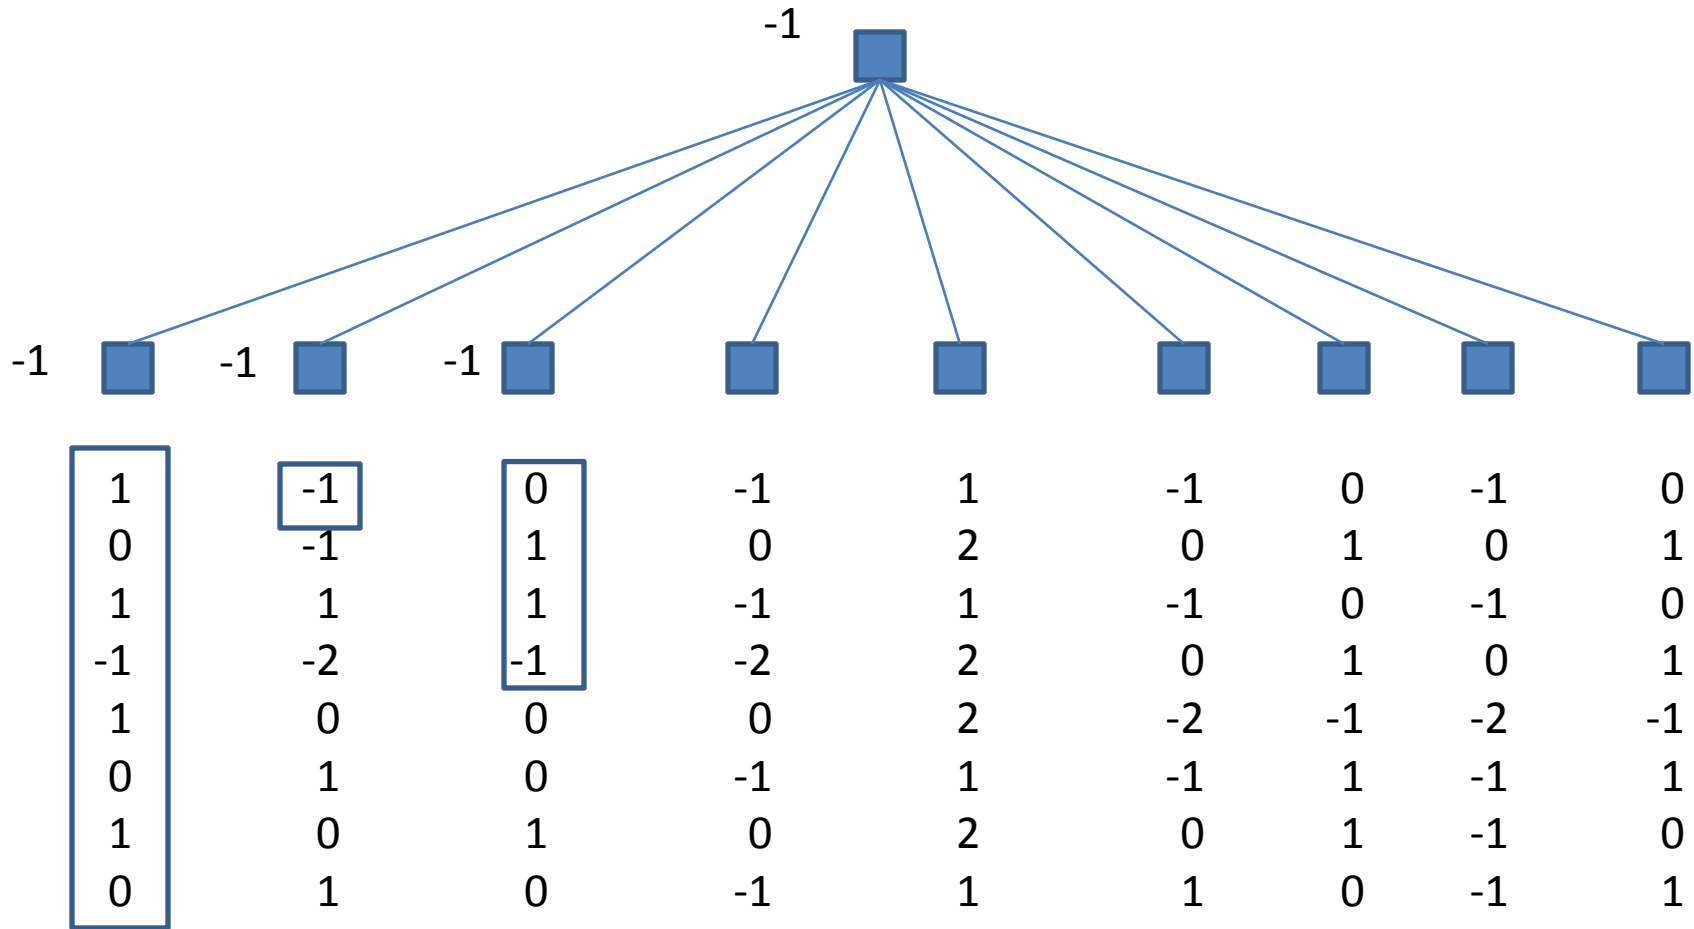 -1
-1 -1 -1
1 -1 0 -1 1 -1 0 -1 0
0 -1 1 0 2 0 1 0 1
1 1 1 -1 1 -1 0 -1 0
-1 -2 -1 -2 2 0 1 0 1
1 0 0 0 2 -2 -1 -2 -1
0 1 0 -1 1 -1 1 -1 1
1 0 1 0 2 0 1 -1 0
0 1 0 -1 1 1 0 -1 1